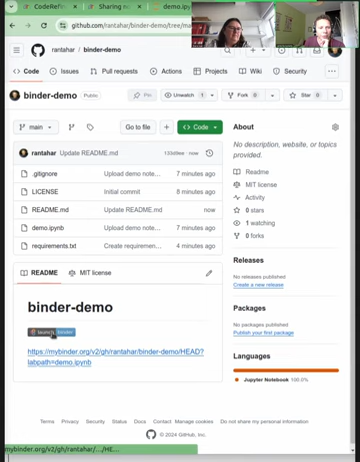 CodeRefin
Sharing m
demo.ipy
github.com/rantahar/binder-demo/tree/ma
rantahar / binder-demo
Code
Issues
Pull requests
Actions
Projects
Wiki
Security
binder-demo
Public
Pin
Unwatch 1
Fork 0
Star 0
main
Go to file
Code
About
No description, website, or topics
provided.
Readme
MIT license
Activity
0 stars
1 watching
0 forks
rantahar Update README.md
now
.gitignore
Upload demo note...
7 minutes ago
LICENSE
Initial commit
8 minutes ago
README.md
Update README.md
now
demo.ipynb
Upload demo note...
7 minutes ago
requirements.txt
Create requiremen...
4 minutes ago
README
MIT license
binder-demo
launch binder
https://mybinder.org/v2/gh/rantahar/binder-demo/HEAD?
labpath=demo.ipynb
Releases
No releases published
Create a new release
Packages
No packages published
Publish your first package
Languages
Jupyter Notebook 100.0%
Terms
Privacy
Security
Status
Docs
Contact
Manage cookies
Do not share my personal information
© 2024 GitHub, Inc.
mybinder.org/v2/gh/rantahar/.../HE...